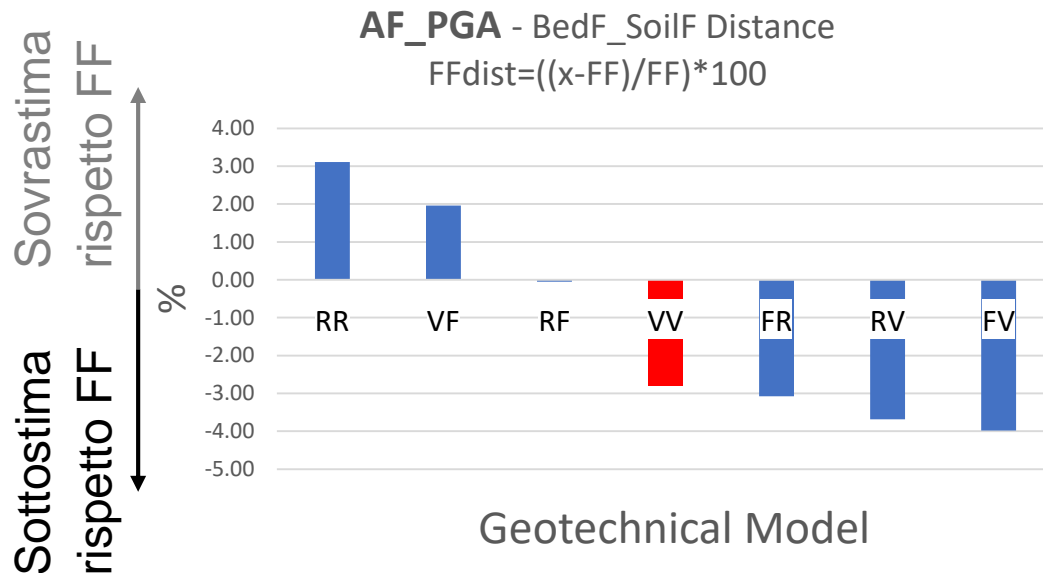 AF_PGA - BedF_SoilF Distance
FFdist=((x-FF)/FF)*100
Sovrastima
rispetto FF
Sottostima
rispetto FF
%
4.00
3.00
2.00
1.00
0.00
-1.00
-2.00
-3.00
-4.00
-5.00
RR VF RF VV FR RV FV
Geotechnical Model